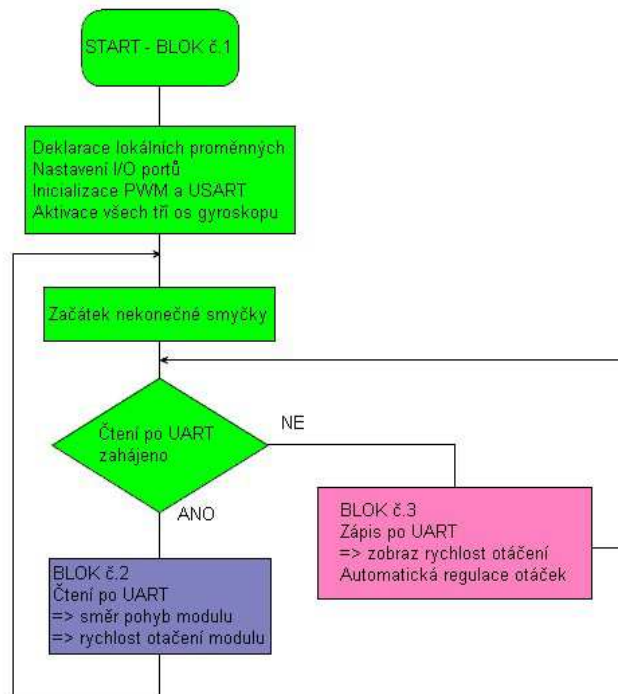 START - BLOK č.1
Deklarace lokálních proměnných
Nastavení I/O portů
Inicializace PWM a USART
Aktivace všech tří os gyroskopu
Začátek nekonečné smyčky
Čtení po UART
zahájeno
NE
ANO
BLOK č.3
Zápis po UART
=> zobraz rychlost otáčení
Automatická regulace otáček
BLOK č.2
Čtení po UART
=> směr pohyb modulu
=> rychlost otačení modulu